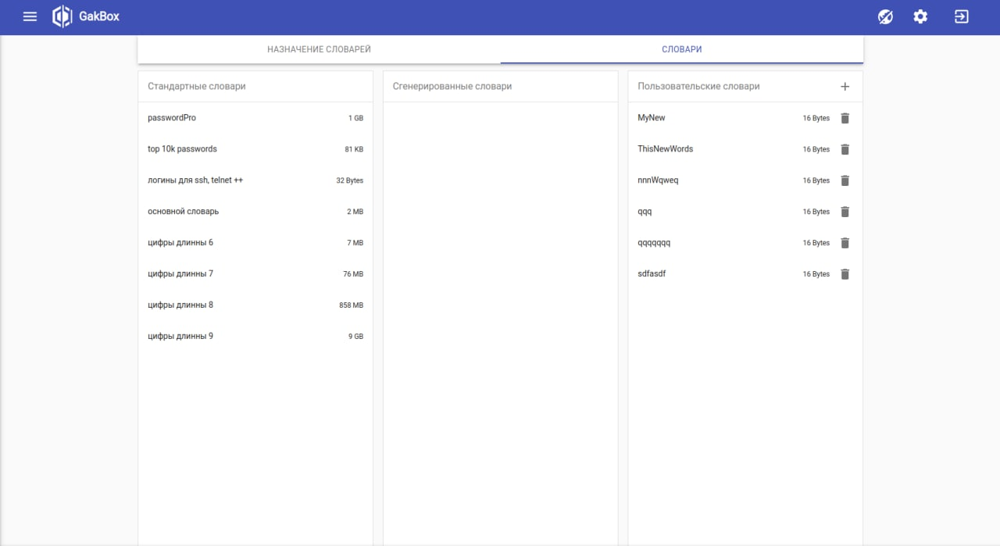 GakBox
НАЗНАЧЕНИЕ СЛОВАРЕЙ
СЛОВАРИ
Стандартные словари
passwordPro 1 GB
top 10k passwords 81 KB
логины для ssh, telnet ++ 32 Bytes
основной словарь 2 MB
цифры длинны 6 7 MB
цифры длинны 7 76 MB
цифры длинны 8 858 MB
цифры длинны 9 9 GB
Сгенерированные словари
Пользовательские словари +
MyNew 16 Bytes
ThisNewWords 16 Bytes
nnnWqweq 16 Bytes
qqq 16 Bytes
qqqqqqq 16 Bytes
sdfasdf 16 Bytes